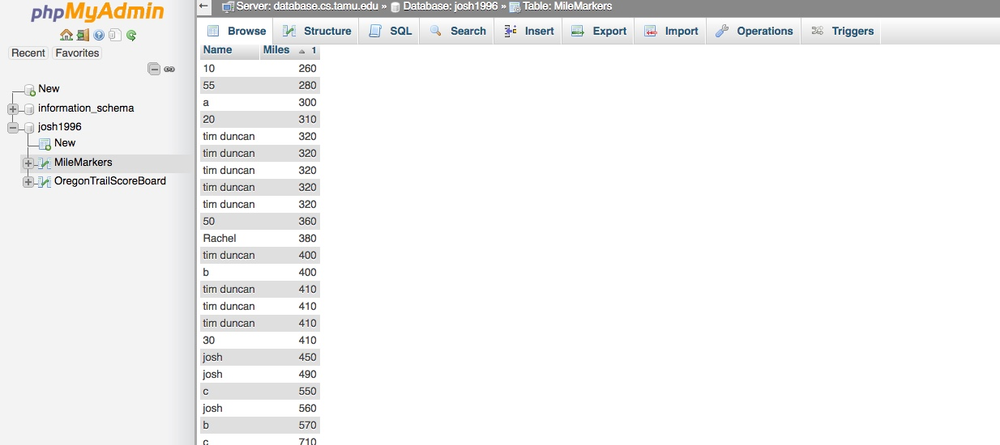 phpMyAdmin
Recent Favorites
New
information_schema
josh1996
New
MileMarkers
OregonTrailScoreBoard
Server: database.cs.tamu.edu » Database: josh1996 » Table: MileMarkers
Browse Structure SQL Search Insert Export Import Operations Triggers
Name Miles 1
10 260
55 280
a 300
20 310
tim duncan 320
tim duncan 320
tim duncan 320
tim duncan 320
tim duncan 320
50 360
Rachel 380
tim duncan 400
b 400
tim duncan 410
tim duncan 410
tim duncan 410
30 410
josh 450
josh 490
c 550
josh 560
b 570
c 710